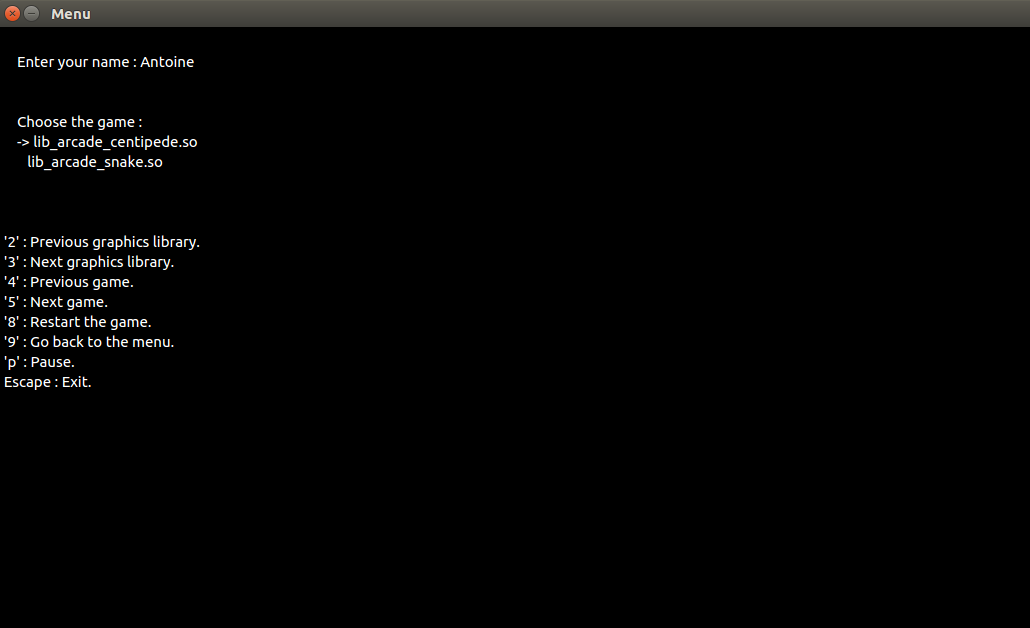 Menu
Enter your name : Antoine
Choose the game :
-> lib_arcade_centipede.so
lib_arcade_snake.so
'2' : Previous graphics library.
'3' : Next graphics library.
'4' : Previous game.
'5' : Next game.
'8' : Restart the game.
'9' : Go back to the menu.
'p' : Pause.
Escape : Exit.